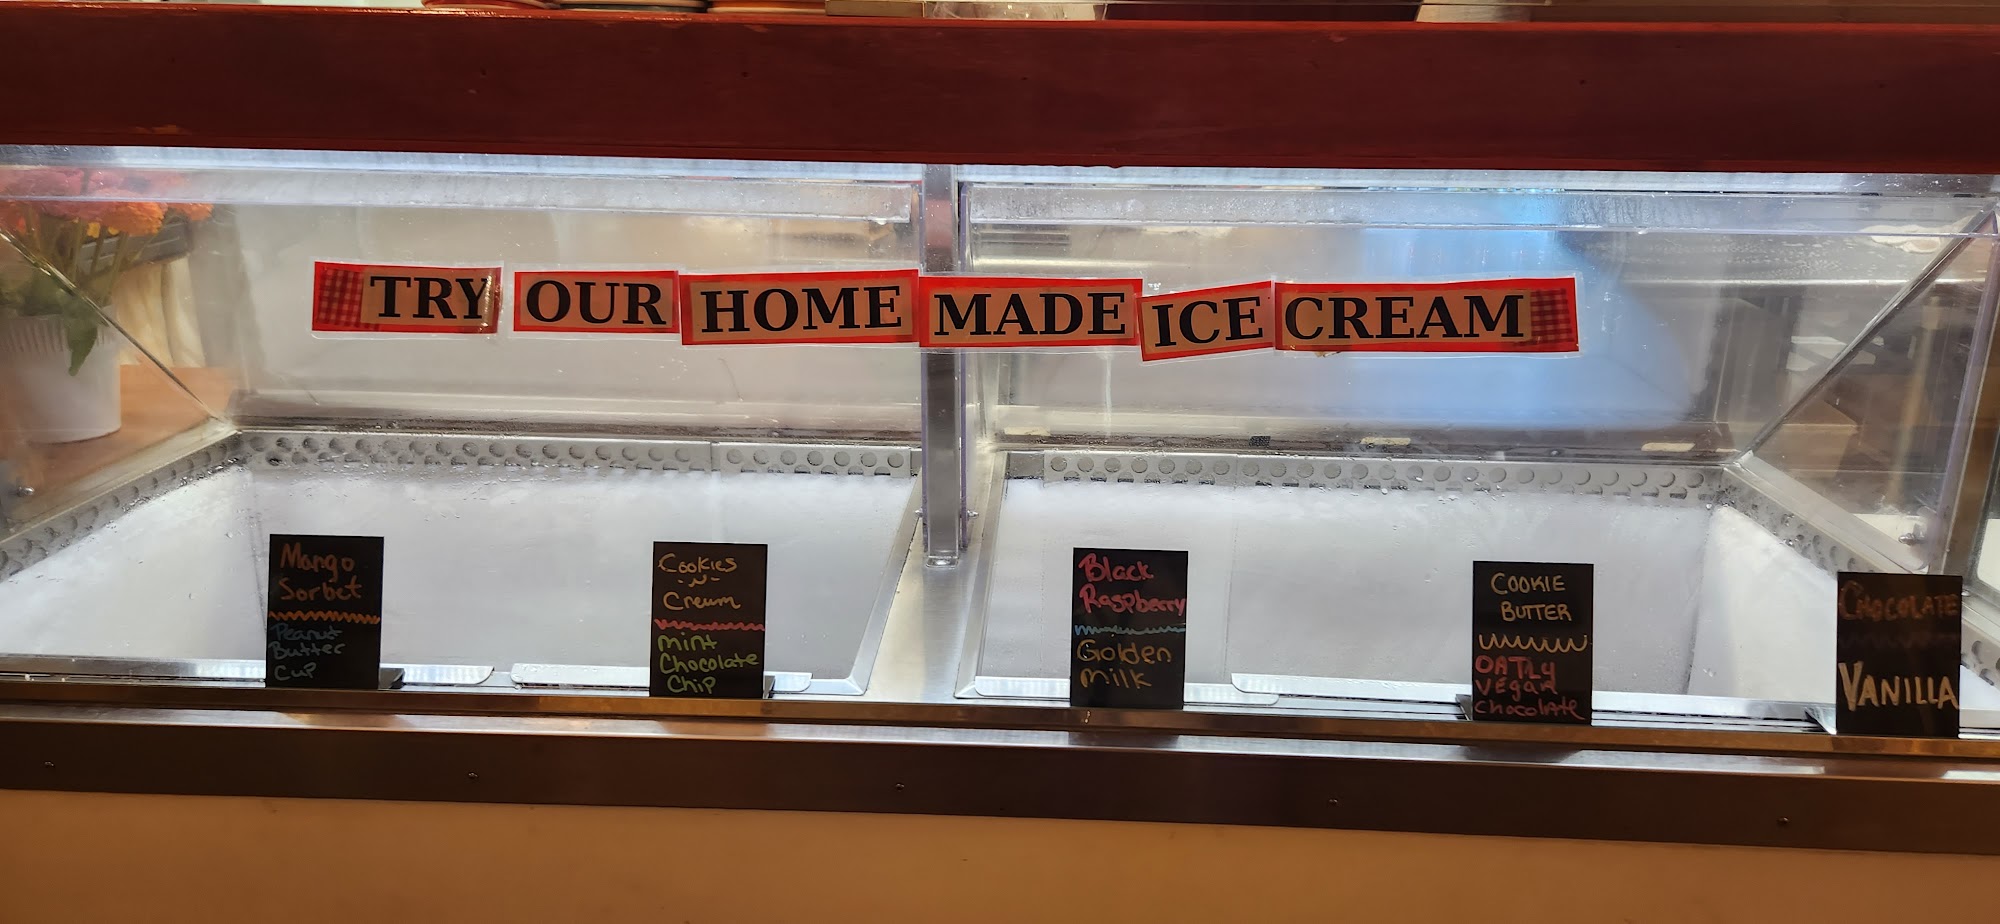 TRY OUR HOME MADE ICE CREAM
Mango
Sorbet
Peanut
Butter
Cup
Cookies
-N-
Cream
mint
Chocolate
Chip
Black
Raspberry
Golden
milk
COOKIE
BUTTER
OATLY
Vegan
chocolate
CHOCOLATE
VANILLA